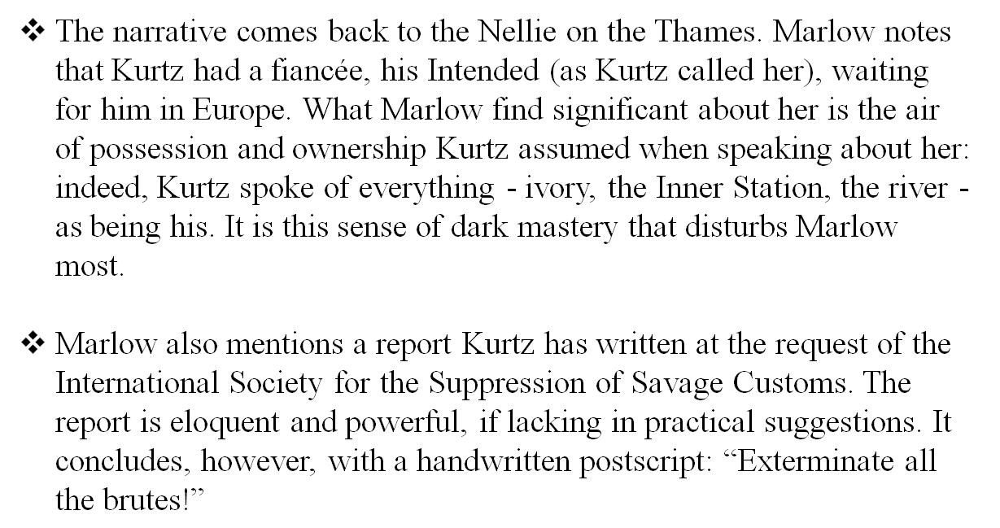 ❖ The narrative comes back to the Nellie on the Thames. Marlow notes
that Kurtz had a fiancée, his Intended (as Kurtz called her), waiting
for him in Europe. What Marlow find significant about her is the air
of possession and ownership Kurtz assumed when speaking about her:
indeed, Kurtz spoke of everything - ivory, the Inner Station, the river -
as being his. It is this sense of dark mastery that disturbs Marlow
most.
❖ Marlow also mentions a report Kurtz has written at the request of the
International Society for the Suppression of Savage Customs. The
report is eloquent and powerful, if lacking in practical suggestions. It
concludes, however, with a handwritten postscript: “Exterminate all
the brutes!”